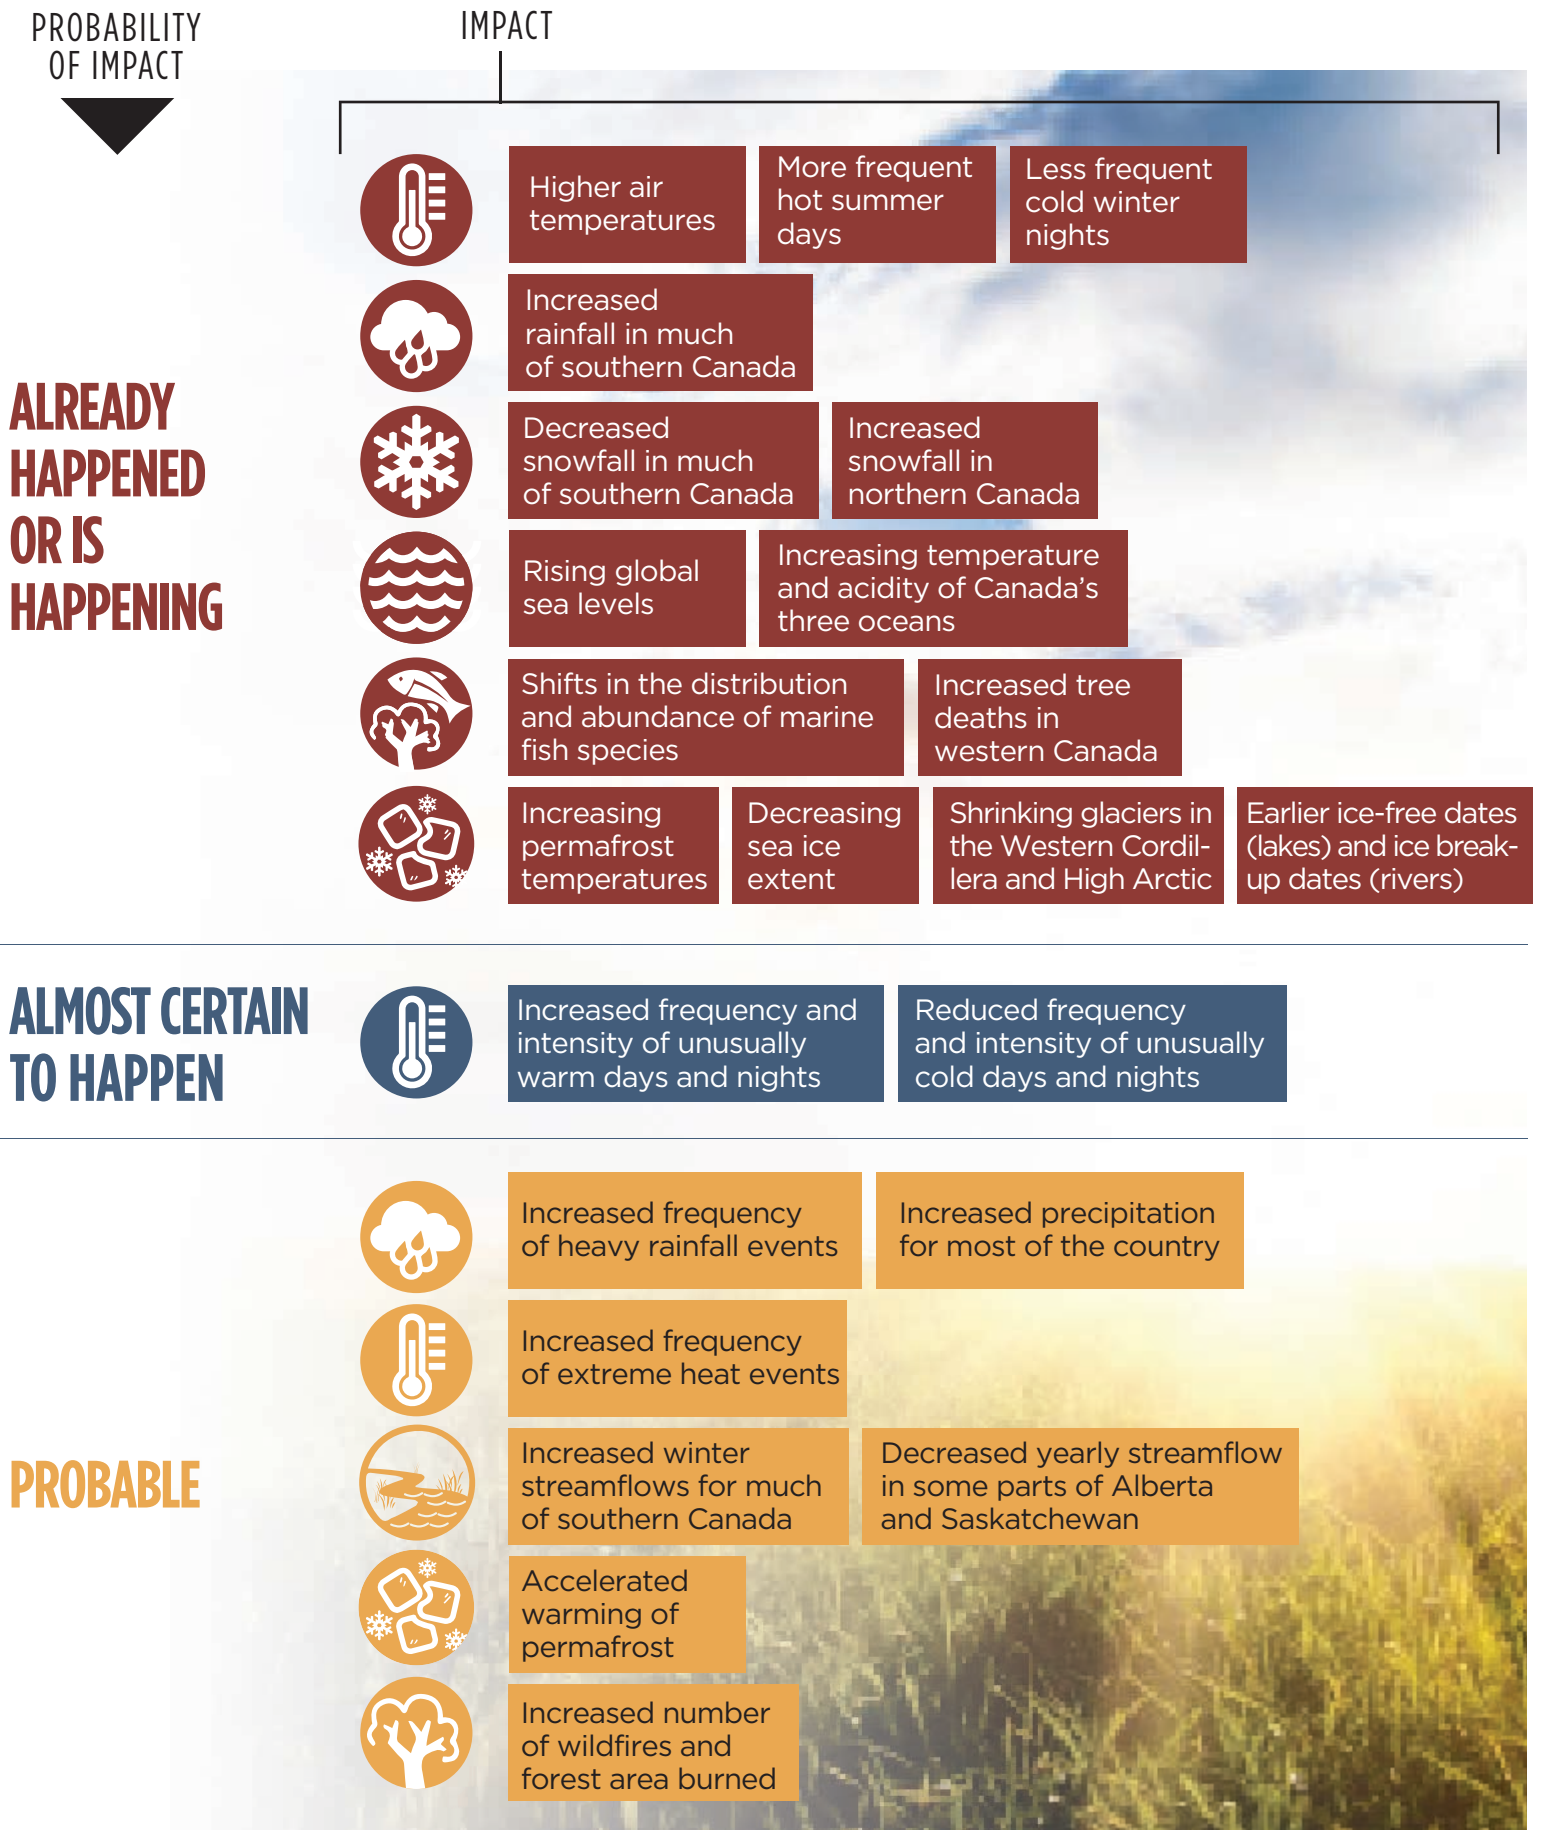 PROBABILITY
OF IMPACT
IMPACT
ALREADY
HAPPENED
OR IS
HAPPENING
Higher air
temperatures
More frequent
hot summer
days
Less frequent
cold winter
nights
Increased
rainfall in much
of southern Canada
Decreased
snowfall in much
of southern Canada
Increased
snowfall in
northern Canada
Rising global
sea levels
Increasing temperature
and acidity of Canada’s
three oceans
Shifts in the distribution
and abundance of marine
fish species
Increased tree
deaths in
western Canada
Increasing
permafrost
temperatures
Decreasing
sea ice
extent
Shrinking glaciers in
the Western Cordil-
lera and High Arctic
Earlier ice-free dates
(lakes) and ice break-
up dates (rivers)
ALMOST CERTAIN
TO HAPPEN
Increased frequency and
intensity of unusually
warm days and nights
Reduced frequency
and intensity of unusually
cold days and nights
PROBABLE
Increased frequency
of heavy rainfall events
Increased precipitation
for most of the country
Increased frequency
of extreme heat events
Increased winter
streamflows for much
of southern Canada
Decreased yearly streamflow
in some parts of Alberta
and Saskatchewan
Accelerated
warming of
permafrost
Increased number
of wildfires and
forest area burned